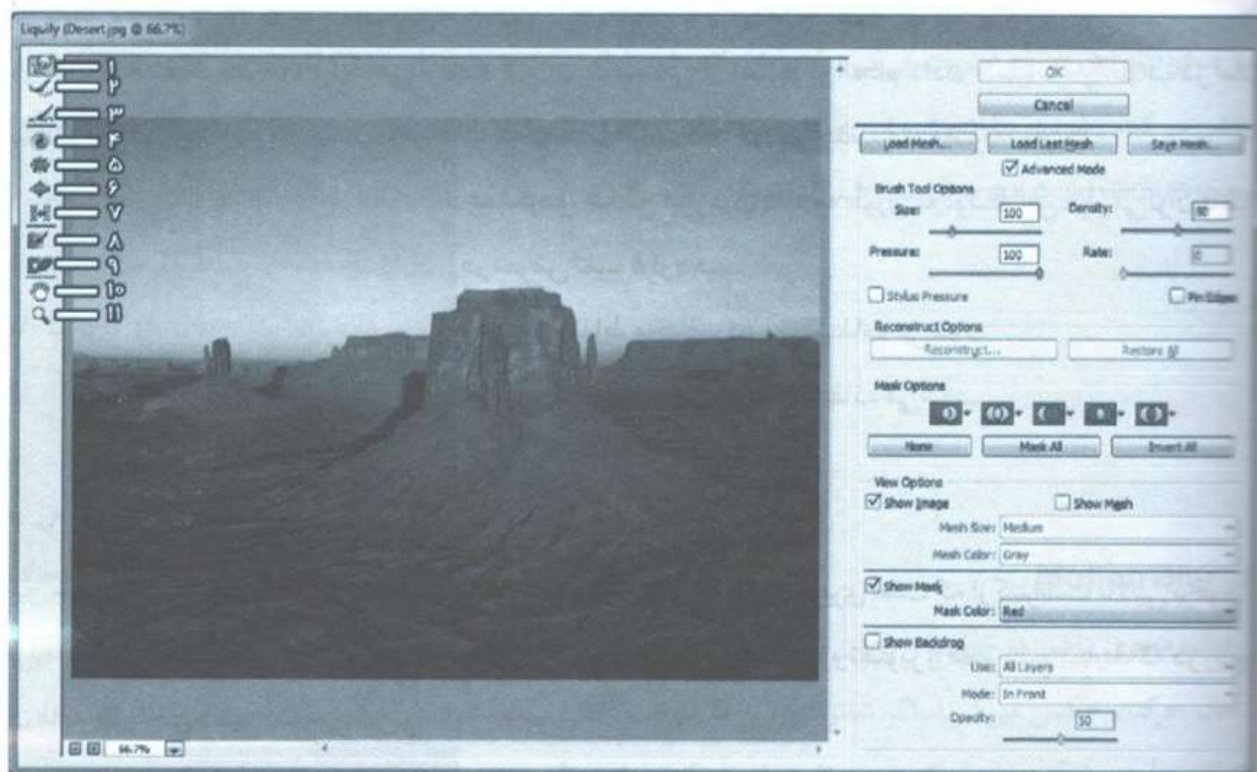 Liquify (Desert.jpg @ 66.7%)
۱
۲
۳
۴
۵
۶
۷
۸
۹
۱۰
۱۱
66.7%
OK
Cancel
Load Mesh... Load Last Mesh Save Mesh...
Advanced Mode
Brush Tool Options
Size: 100 Density: 50
Pressure: 100 Rate: 0
Stylus Pressure Pin Edges
Reconstruct Options
Reconstruct... Restore All
Mask Options
None Mask All Invert All
View Options
Show Image Show Mesh
Mesh Size: Medium
Mesh Color: Gray
Show Mask
Mask Color: Red
Show Backdrop
Use: All Layers
Mode: In Front
Opacity: 50